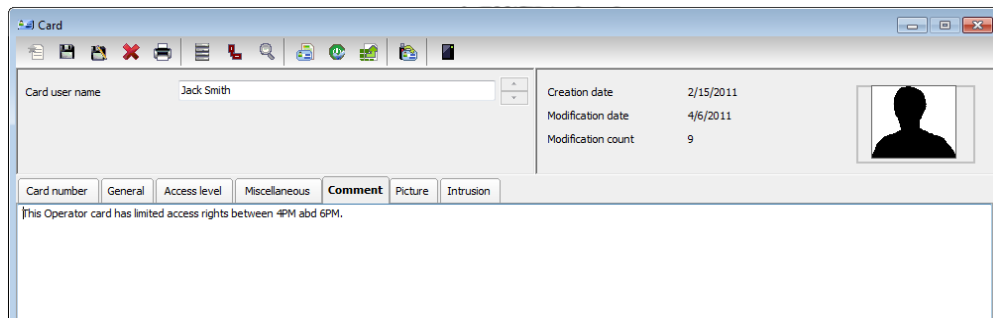 Card
Card user name
Jack Smith
Creation date 2/15/2011
Modification date 4/6/2011
Modification count 9
Card number General Access level Miscellaneous Comment Picture Intrusion
This Operator card has limited access rights between 4PM abd 6PM.